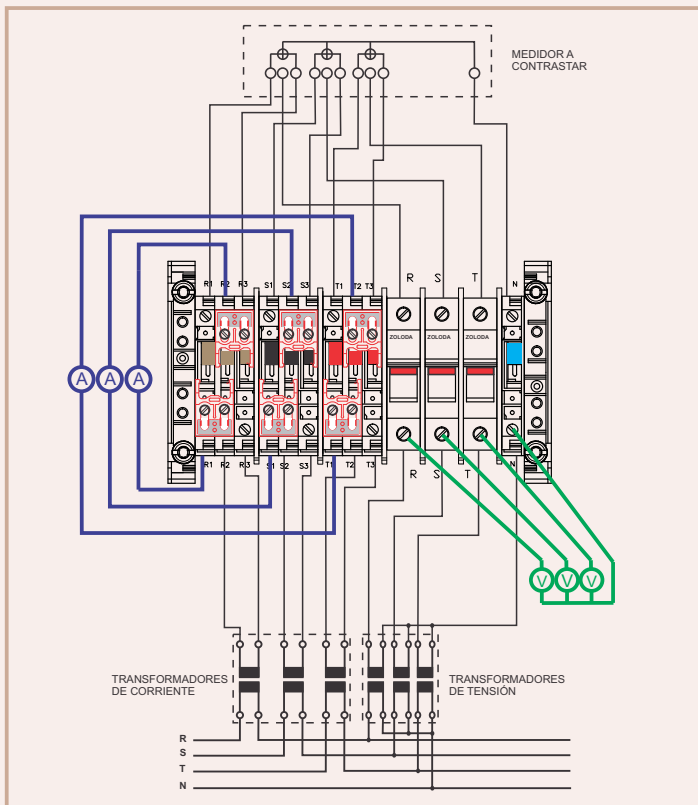 MEDIDOR A
CONTRASTAR
R1 R2 R3 S1 S2 S3 T1 T2 T3 R S T N
ZOLODA ZOLODA ZOLODA
A A A
R1 R2 R3 S1 S2 S3 T1 T2 T3 R S T N
V V V
TRANSFORMADORES
DE CORRIENTE
TRANSFORMADORES
DE TENSIÓN
R
S
T
N